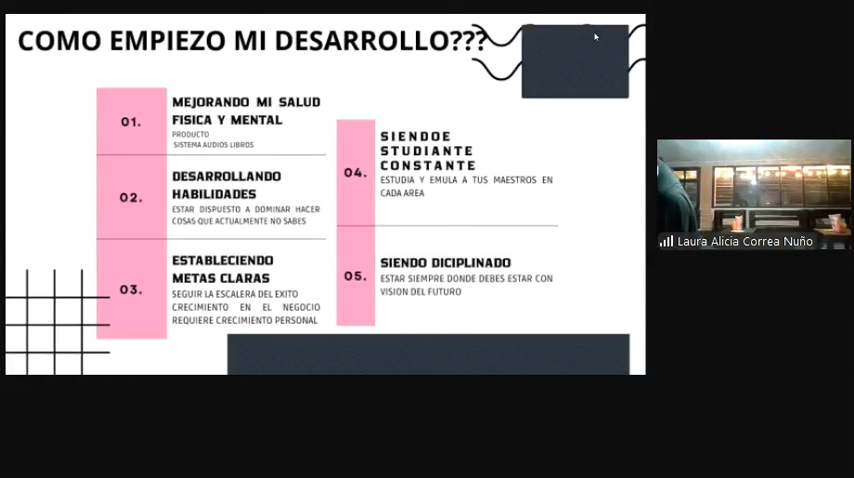 COMO EMPIEZO MI DESARROLLO???
01.
MEJORANDO MI SALUD
FISICA Y MENTAL
PRODUCTO
SISTEMA AUDIOS LIBROS
02.
DESARROLLANDO
HABILIDADES
ESTAR DISPUESTO A DOMINAR HACER
COSAS QUE ACTUALMENTE NO SABES
03.
ESTABLECIENDO
METAS CLARAS
SEGUIR LA ESCALERA DEL EXITO
CRECIMIENTO EN EL NEGOCIO
REQUIERE CRECIMIENTO PERSONAL
04.
SIENDOE
STUDIANTE
CONSTANTE
ESTUDIA Y EMULA A TUS MAESTROS EN
CADA AREA
05.
SIENDO DICIPLINADO
ESTAR SIEMPRE DONDE DEBES ESTAR CON
VISION DEL FUTURO
Laura Alicia Correa Nuño